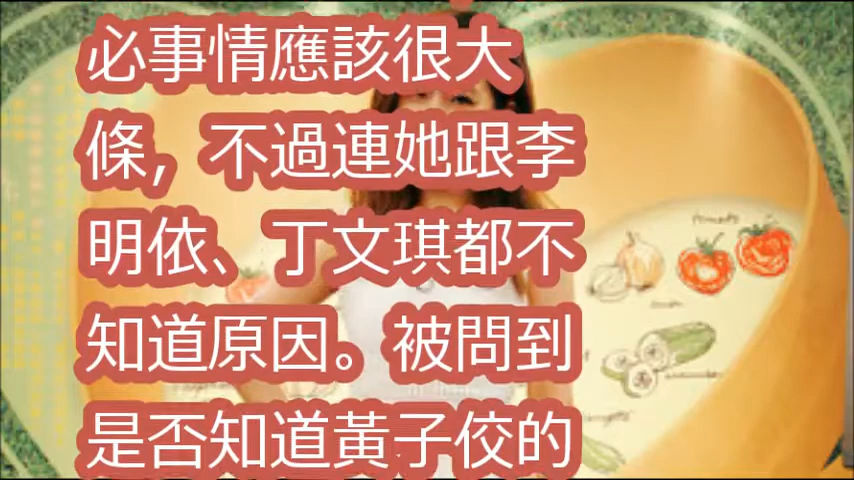 必事情應該很大
條，不過連她跟李
明依、丁文琪都不
知道原因。被問到
是否知道黃子佼的
tomato